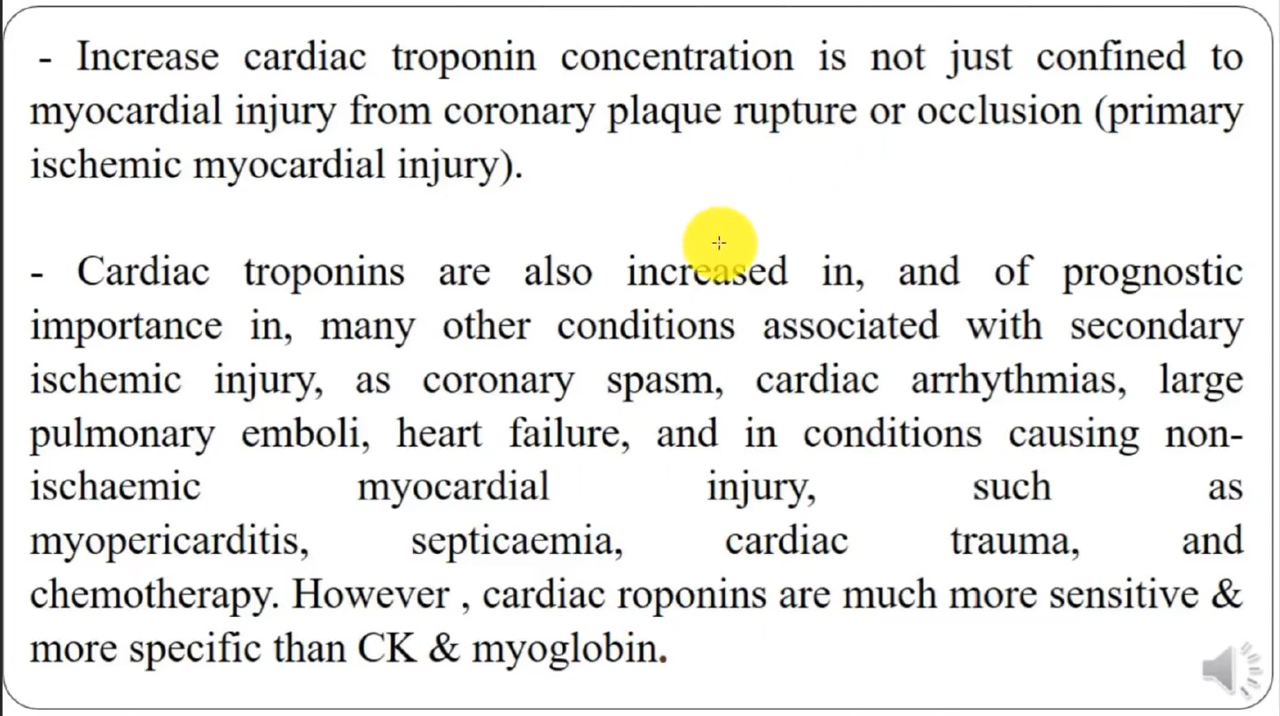 - Increase cardiac troponin concentration is not just confined to
myocardial injury from coronary plaque rupture or occlusion (primary
ischemic myocardial injury).
- Cardiac troponins are also increased in, and of prognostic
importance in, many other conditions associated with secondary
ischemic injury, as coronary spasm, cardiac arrhythmias, large
pulmonary emboli, heart failure, and in conditions causing non-
ischaemic myocardial injury, such as
myopericarditis, septicaemia, cardiac trauma, and
chemotherapy. However , cardiac roponins are much more sensitive &
more specific than CK & myoglobin.